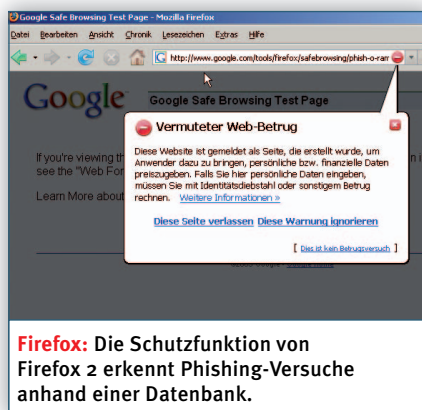 Google Safe Browsing Test Page - Mozilla Firefox
Datei Bearbeiten Ansicht Chronik Lesezeichen Extras Hilfe
http://www.google.com/tools/firefox/safebrowsing/phish-o-ram
Google Google Safe Browsing Test Page
Vermuteter Web-Betrug
Diese Website ist gemeldet als Seite, die erstellt wurde, um
Anwender dazu zu bringen, persönliche bzw. finanzielle Daten
preiszugeben. Falls Sie hier persönliche Daten eingeben,
müssen Sie mit Identitätsdiebstahl oder sonstigem Betrug
rechnen. Weitere Informationen »
Diese Seite verlassen Diese Warnung ignorieren
[ Dies ist kein Betrugsversuch ]
If you're viewing th
see the "Web For
Learn More about
Firefox: Die Schutzfunktion von
Firefox 2 erkennt Phishing-Versuche
anhand einer Datenbank.